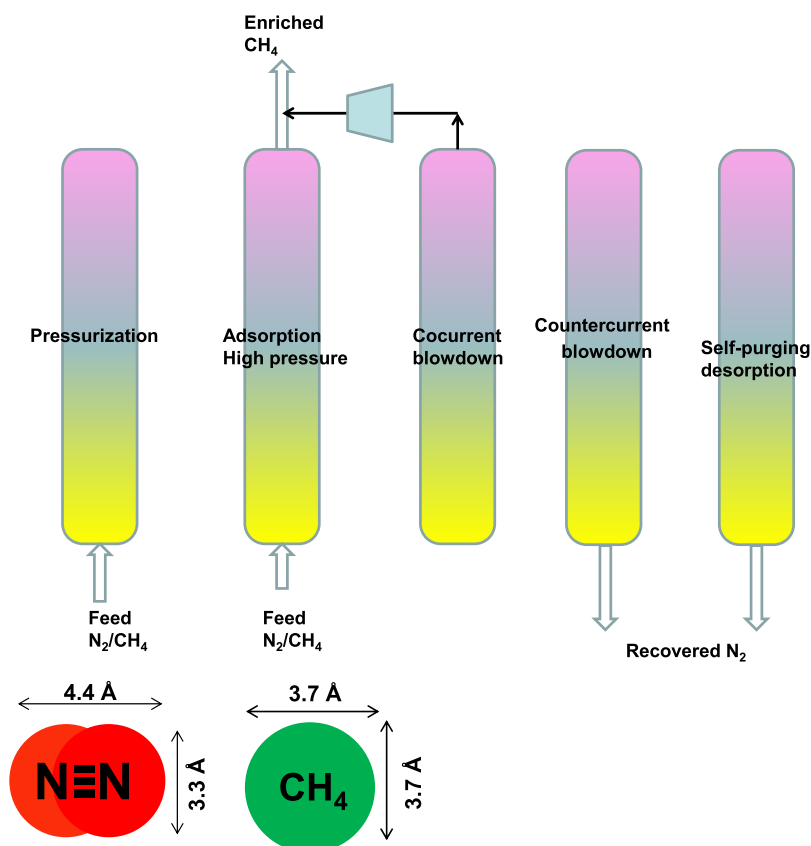 Enriched
CH₄
Pressurization
Adsorption
High pressure
Cocurrent
blowdown
Countercurrent
blowdown
Self-purging
desorption
Feed
N₂/CH₄
Feed
N₂/CH₄
Recovered N₂
4.4 Å
N≡N
3.3 Å
3.7 Å
CH₄
3.7 Å